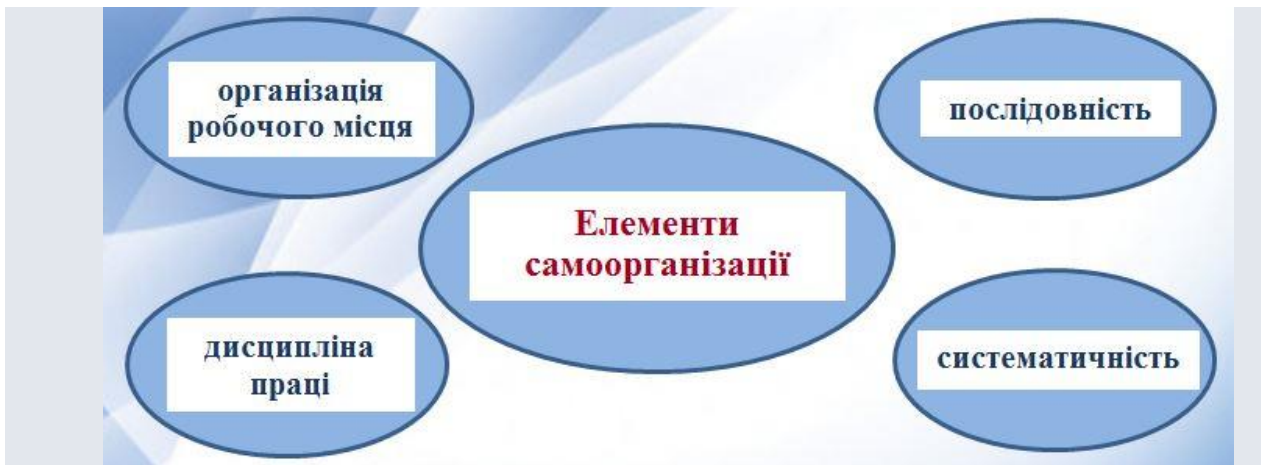 організація
робочого місця
послідовність
Елементи
самоорганізації
дисципліна
праці
систематичність